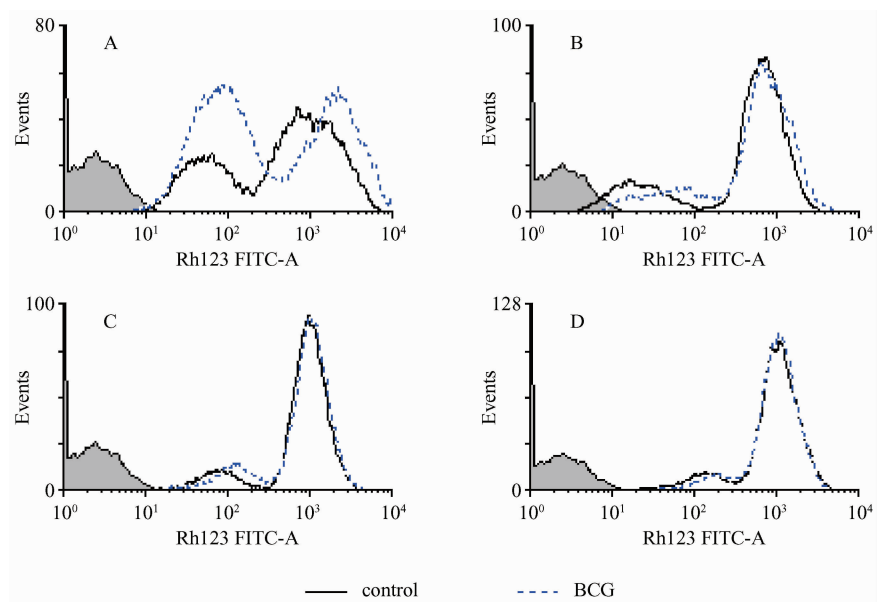 80
A
Events
0
10⁰ 10¹ 10² 10³ 10⁴
Rh123 FITC-A
100
B
Events
0
10⁰ 10¹ 10² 10³ 10⁴
Rh123 FITC-A
100
C
Events
0
10⁰ 10¹ 10² 10³ 10⁴
Rh123 FITC-A
128
D
Events
0
10⁰ 10¹ 10² 10³ 10⁴
Rh123 FITC-A
control BCG